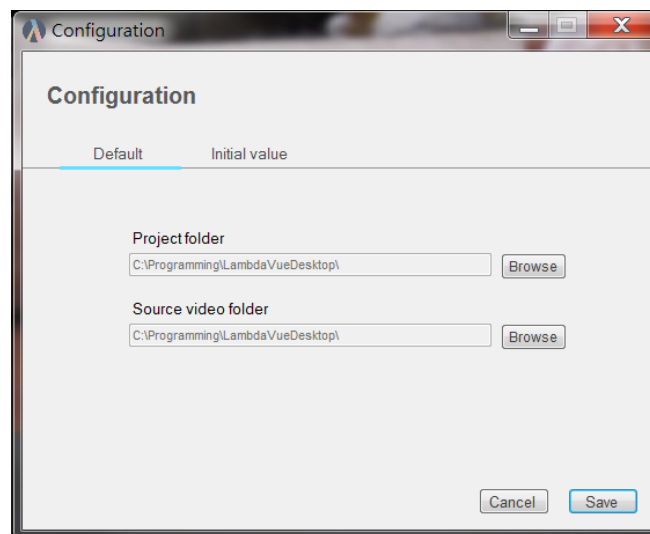 Configuration
Configuration
Default Initial value
Project folder
C:\Programming\LambdaVueDesktop\ Browse
Source video folder
C:\Programming\LambdaVueDesktop\ Browse
Cancel Save